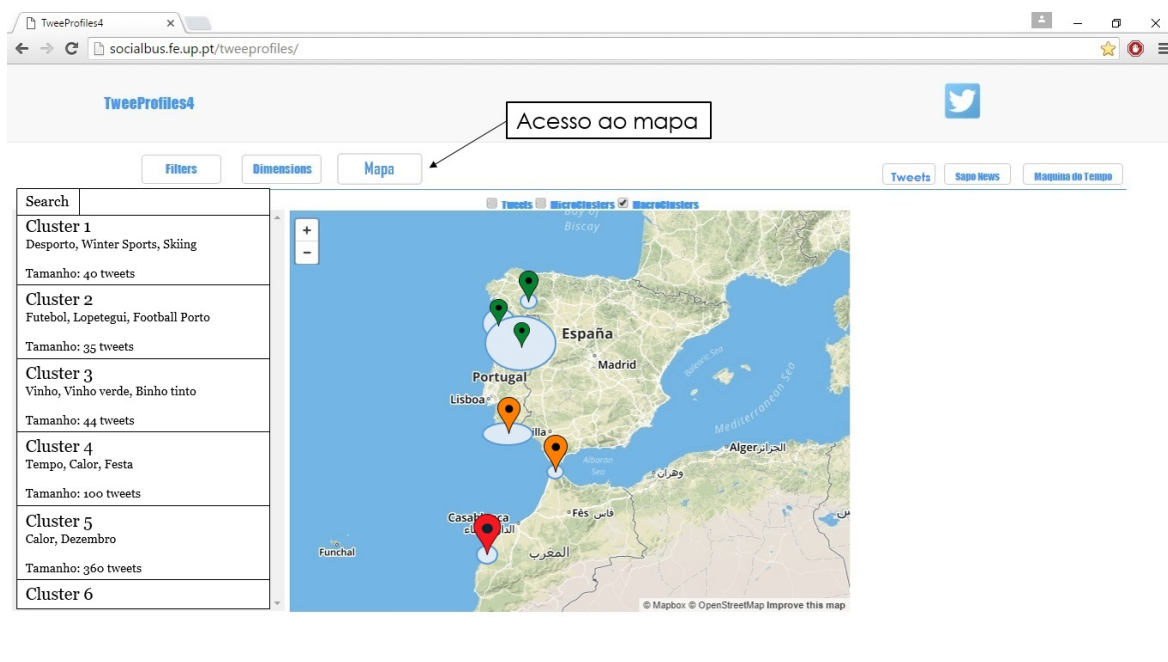 TweeProfiles4
socialbus.fe.up.pt/tweeprofiles/
TweeProfiles4
Acesso ao mapa
Filters Dimensions Mapa
Tweets Sapo News Maquina do Tempo
Search
Tweets MicroClusters MacroClusters
Cluster 1
Desporto, Winter Sports, Skiing
Tamanho: 40 tweets
Cluster 2
Futebol, Lopetegui, Football Porto
Tamanho: 35 tweets
Cluster 3
Vinho, Vinho verde, Binho tinto
Tamanho: 44 tweets
Cluster 4
Tempo, Calor, Festa
Tamanho: 100 tweets
Cluster 5
Calor, Dezembro
Tamanho: 360 tweets
Cluster 6
+
−
Bay of
Biscay
España
Madrid
Portugal
Lisboa
illa
Balearic Sea
Mediterranean Sea
Alboran
Sea
Alger الجزائر
وهران
Fès فاس
المغرب
Funchal
© Mapbox © OpenStreetMap Improve this map